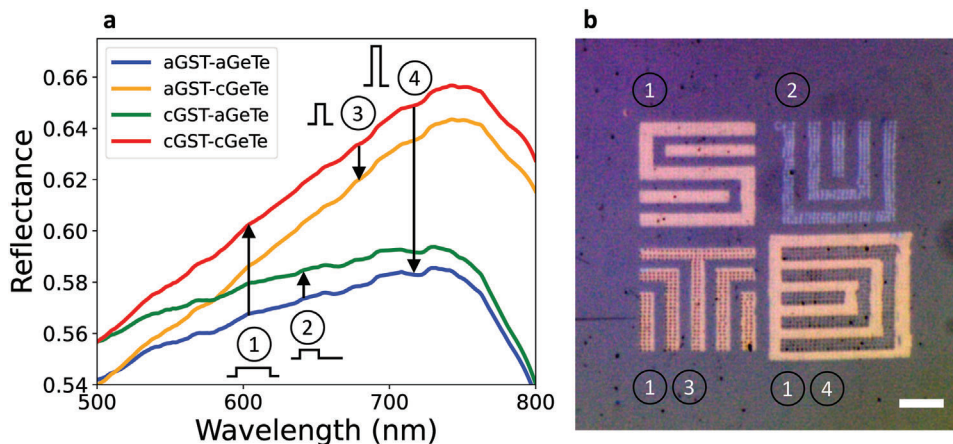 a
b
Reflectance
0.66
0.64
0.62
0.60
0.58
0.56
0.54
aGST-aGeTe
aGST-cGeTe
cGST-aGeTe
cGST-cGeTe
4
3
1
2
500
600
700
800
Wavelength (nm)
1
2
1 3
1 4